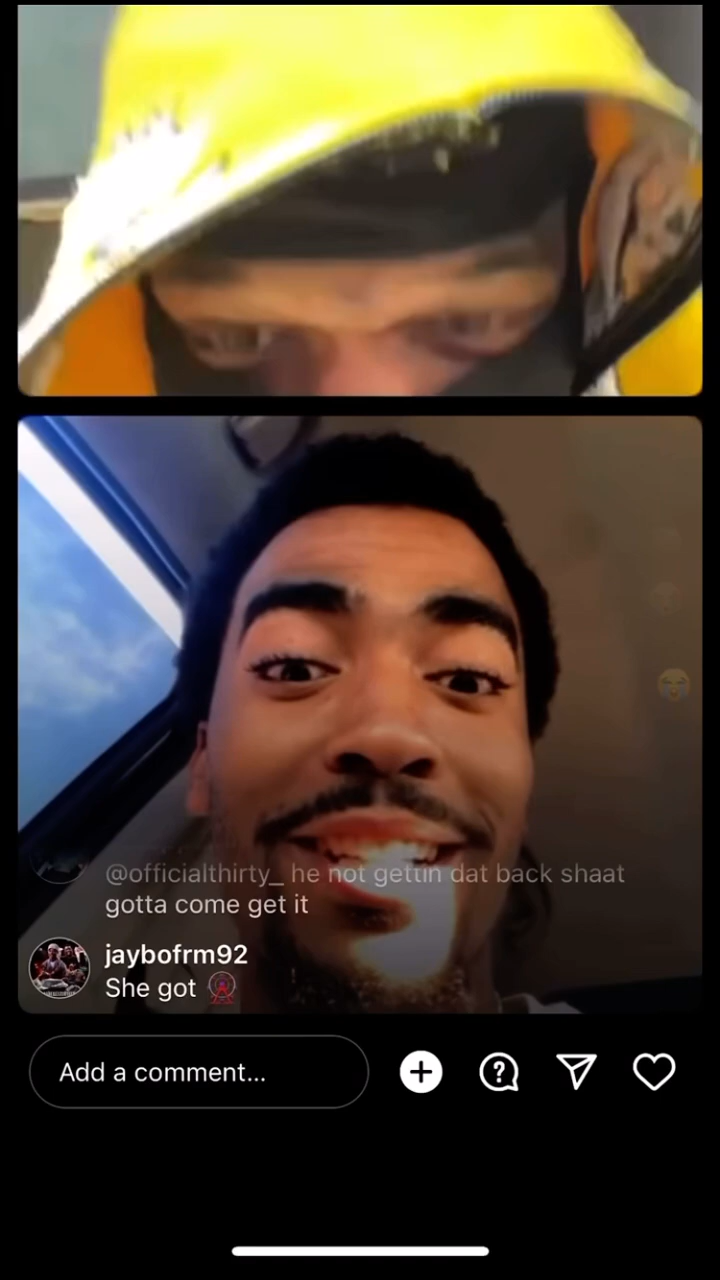 @officialthirty_ he not gettin dat back shaat
gotta come get it
jaybofrm92
She got 🎡
Add a comment...